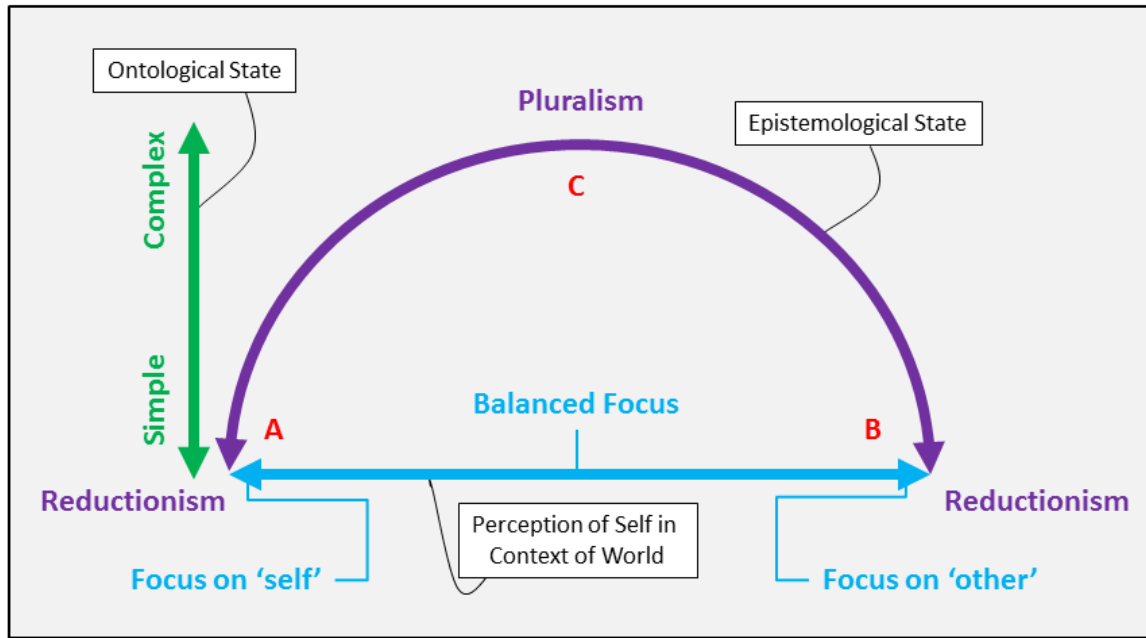 Ontological State
Pluralism
Epistemological State
Complex
C
Simple
Balanced Focus
A
B
Reductionism
Reductionism
Perception of Self in
Context of World
Focus on ‘self’
Focus on ‘other’